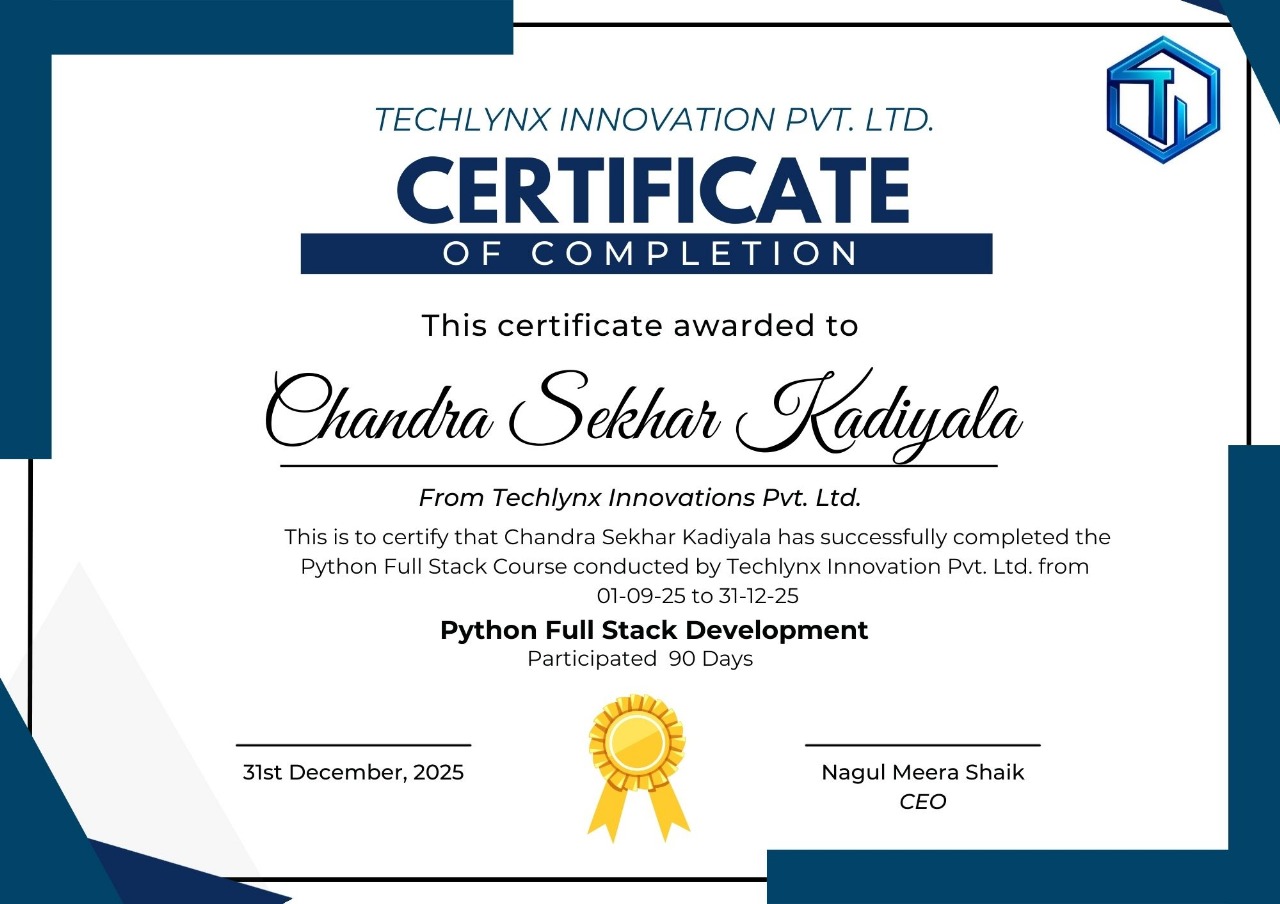 TECHLYNX INNOVATION PVT. LTD.
CERTIFICATE
OF COMPLETION
This certificate awarded to
Chandra Sekhar Kadiyala
From Techlynx Innovations Pvt. Ltd.
This is to certify that Chandra Sekhar Kadiyala has successfully completed the
Python Full Stack Course conducted by Techlynx Innovation Pvt. Ltd. from
01-09-25 to 31-12-25
Python Full Stack Development
Participated 90 Days
31st December, 2025
Nagul Meera Shaik
CEO